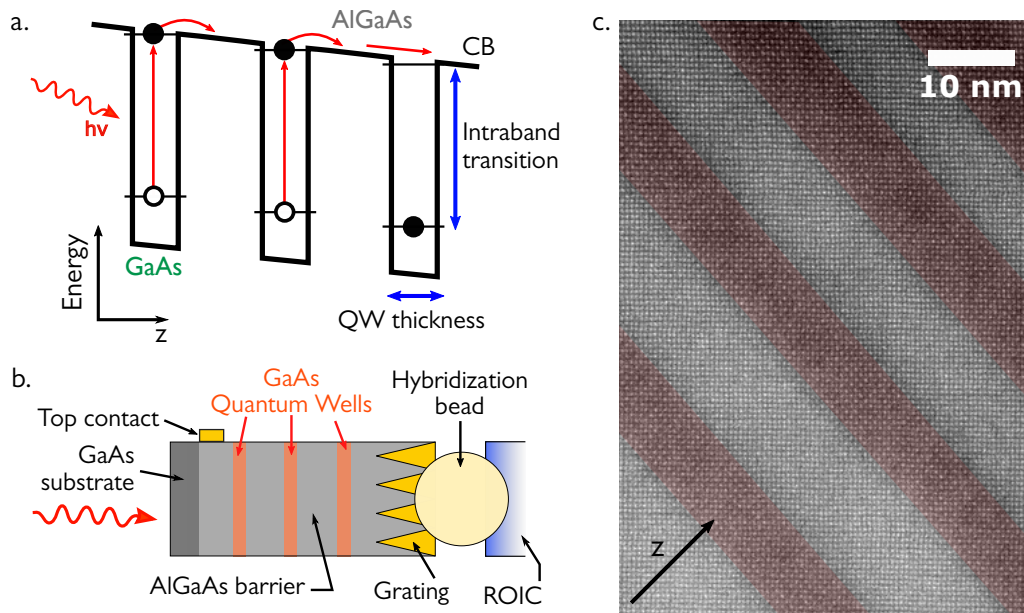 a.
AlGaAs
CB
hν
Intraband
transition
GaAs
Energy
z
QW thickness
b.
GaAs
Quantum Wells
Hybridization
bead
Top contact
GaAs
substrate
AlGaAs barrier
Grating
ROIC
c.
10 nm
z